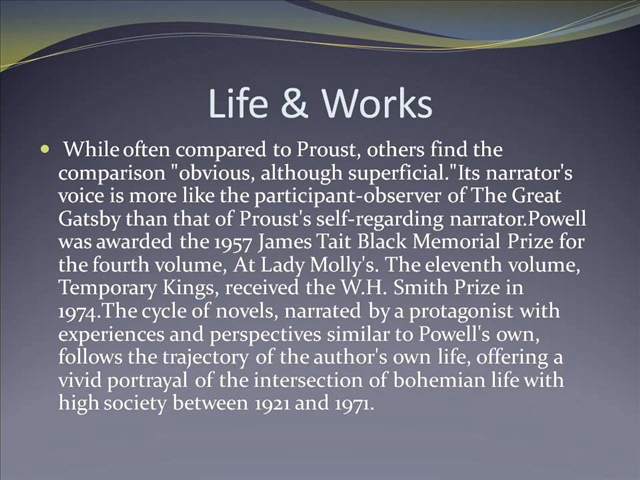 Life & Works
• While often compared to Proust, others find the
comparison "obvious, although superficial."Its narrator's
voice is more like the participant-observer of The Great
Gatsby than that of Proust's self-regarding narrator.Powell
was awarded the 1957 James Tait Black Memorial Prize for
the fourth volume, At Lady Molly's. The eleventh volume,
Temporary Kings, received the W.H. Smith Prize in
1974.The cycle of novels, narrated by a protagonist with
experiences and perspectives similar to Powell's own,
follows the trajectory of the author's own life, offering a
vivid portrayal of the intersection of bohemian life with
high society between 1921 and 1971.